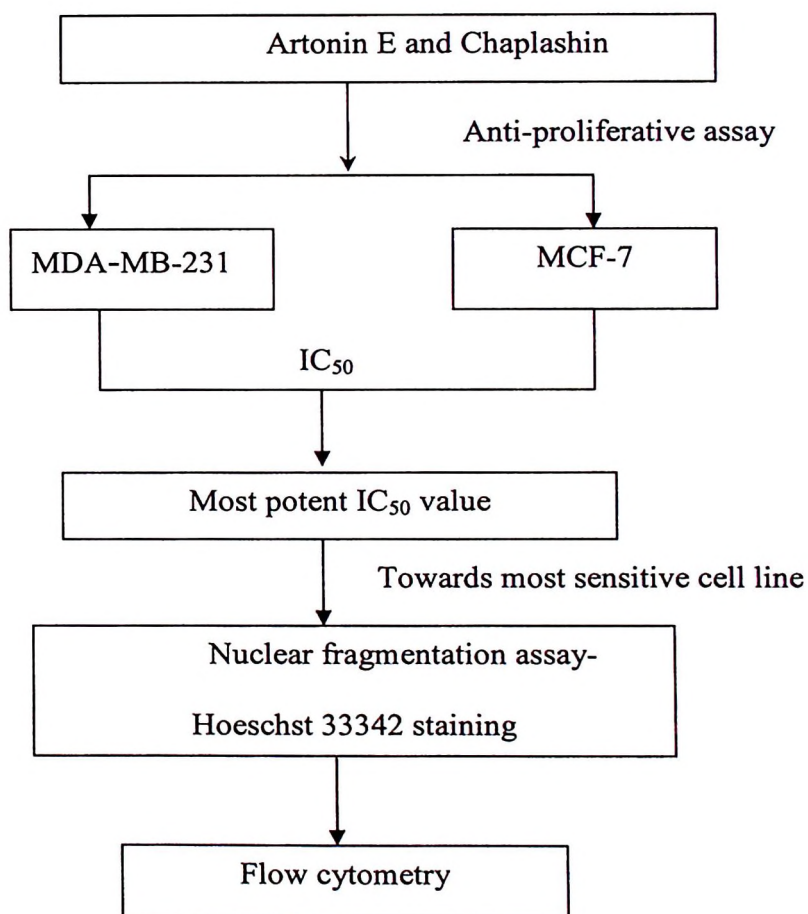 Artonin E and Chaplashin
Anti-proliferative assay
MDA-MB-231
MCF-7
IC₅₀
Most potent IC₅₀ value
Towards most sensitive cell line
Nuclear fragmentation assay-
Hoeschst 33342 staining
Flow cytometry